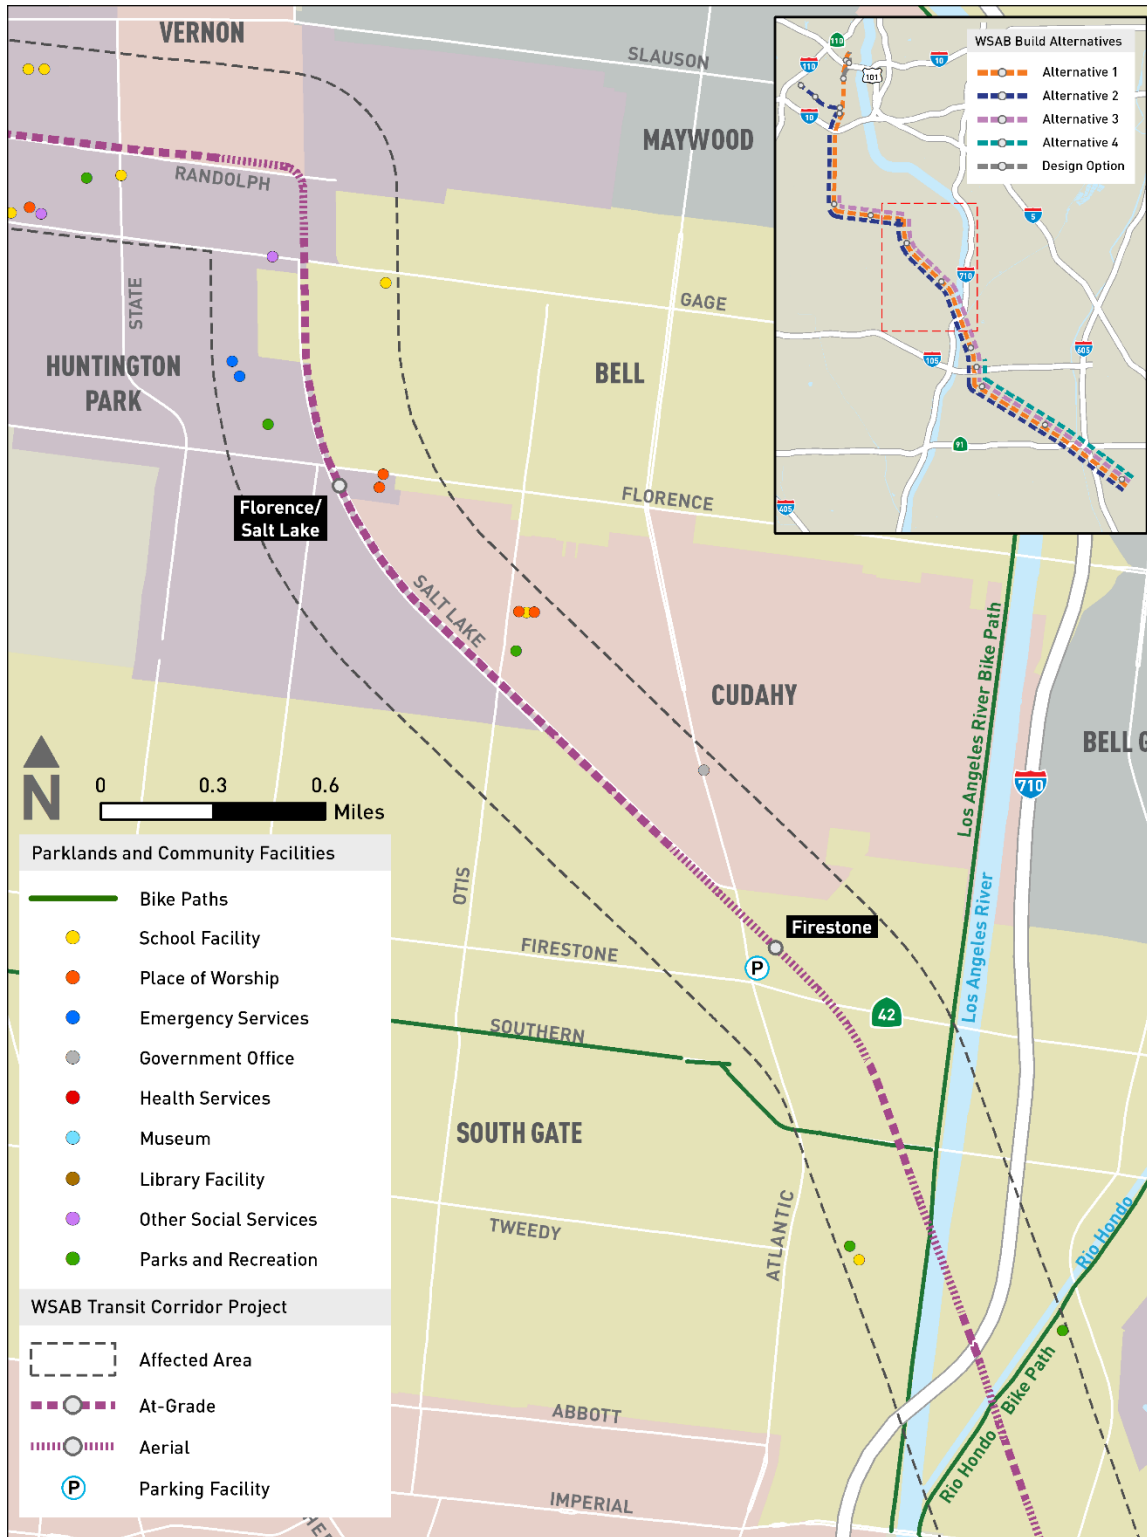 VERNON
SLAUSON
MAYWOOD
RANDOLPH
STATE
GAGE
HUNTINGTON
PARK
BELL
FLORENCE
Florence/
Salt Lake
SALT LAKE
CUDAHY
BELL G
Los Angeles River Bike Path
Los Angeles River
710
N
0 0.3 0.6
Miles
OTIS
FIRESTONE
Firestone
P
42
SOUTHERN
SOUTH GATE
TWEEDY
ATLANTIC
Rio Hondo
Rio Hondo Bike Path
ABBOTT
IMPERIAL
HE
WSAB Build Alternatives
Alternative 1
Alternative 2
Alternative 3
Alternative 4
Design Option
110
110
101
10
10
5
710
105
605
91
405
Parklands and Community Facilities
Bike Paths
School Facility
Place of Worship
Emergency Services
Government Office
Health Services
Museum
Library Facility
Other Social Services
Parks and Recreation
WSAB Transit Corridor Project
Affected Area
At-Grade
Aerial
P Parking Facility